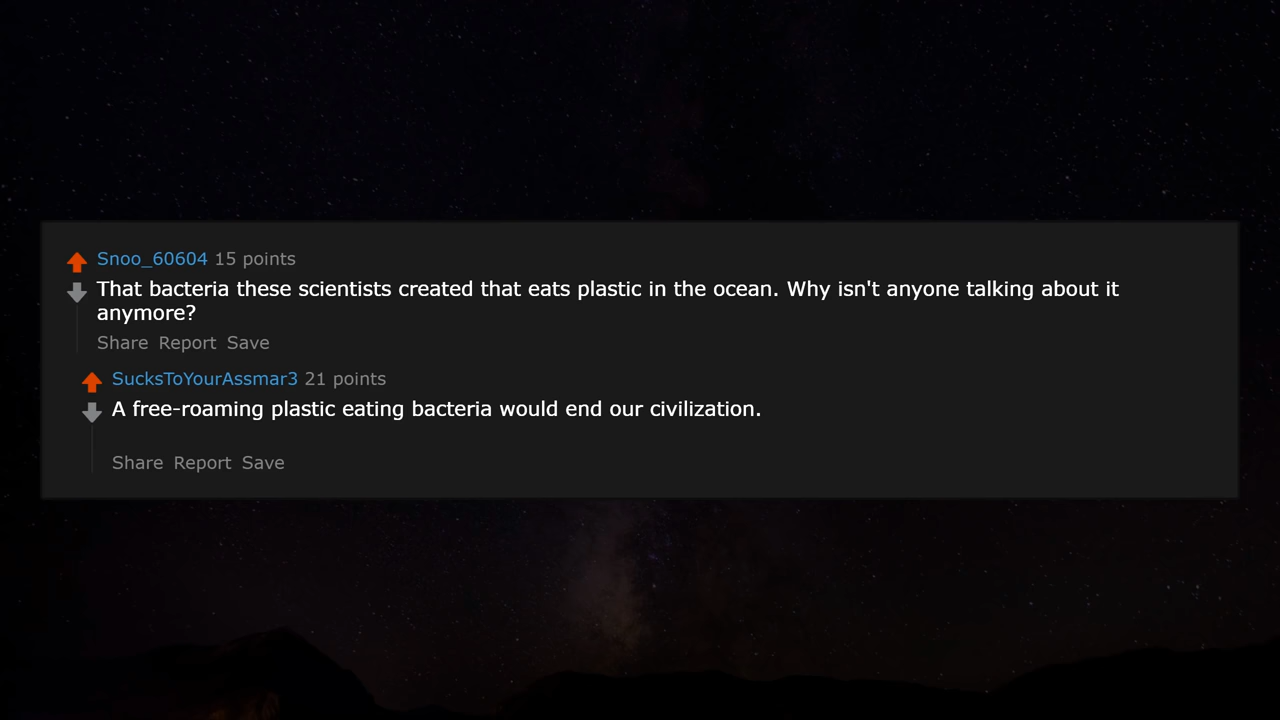 Snoo_60604 15 points
That bacteria these scientists created that eats plastic in the ocean. Why isn't anyone talking about it
anymore?
Share Report Save
SucksToYourAssmar3 21 points
A free-roaming plastic eating bacteria would end our civilization.
Share Report Save